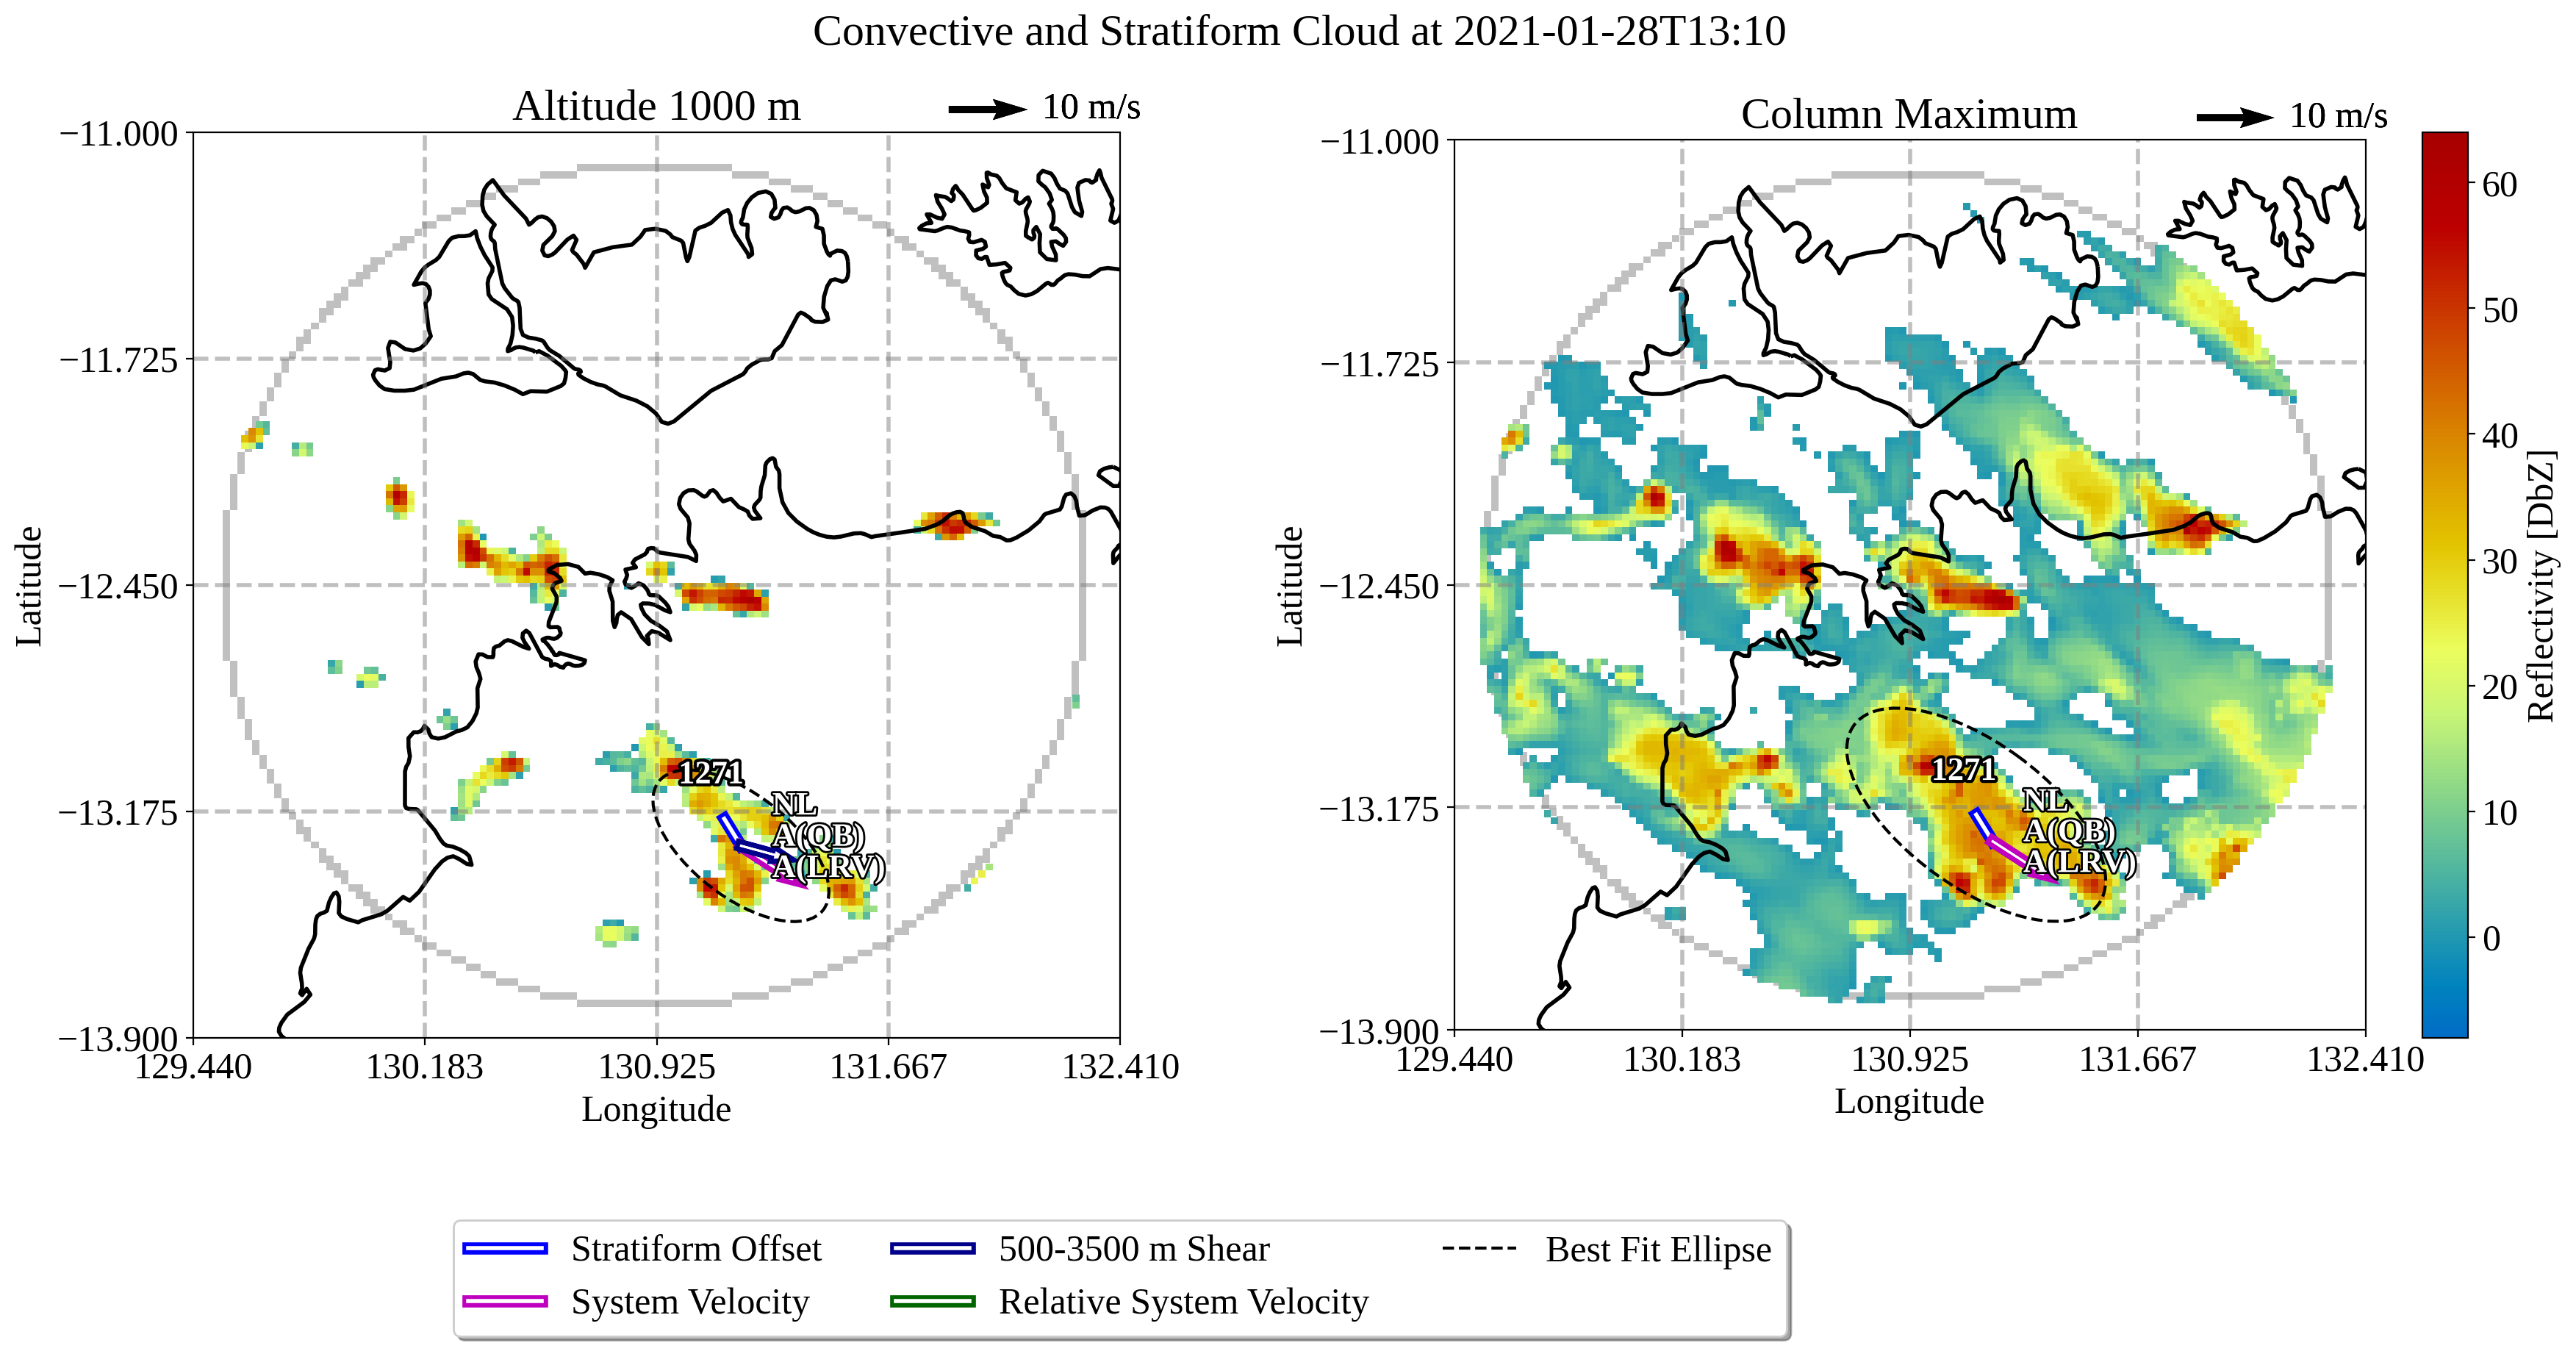 Convective and Stratiform Cloud at 2021-01-28T13:10
Altitude 1000 m
10 m/s
−11.000
−11.725
−12.450
−13.175
−13.900
Latitude
1271
NL
A(QB)
A(LRV)
129.440
130.183
130.925
131.667
132.410
Longitude
Column Maximum
10 m/s
−11.000
−11.725
−12.450
−13.175
−13.900
Latitude
1271
NL
A(QB)
A(LRV)
129.440
130.183
130.925
131.667
132.410
Longitude
60
50
40
30
20
10
0
Reflectivity [DbZ]
Stratiform Offset
System Velocity
500-3500 m Shear
Relative System Velocity
Best Fit Ellipse